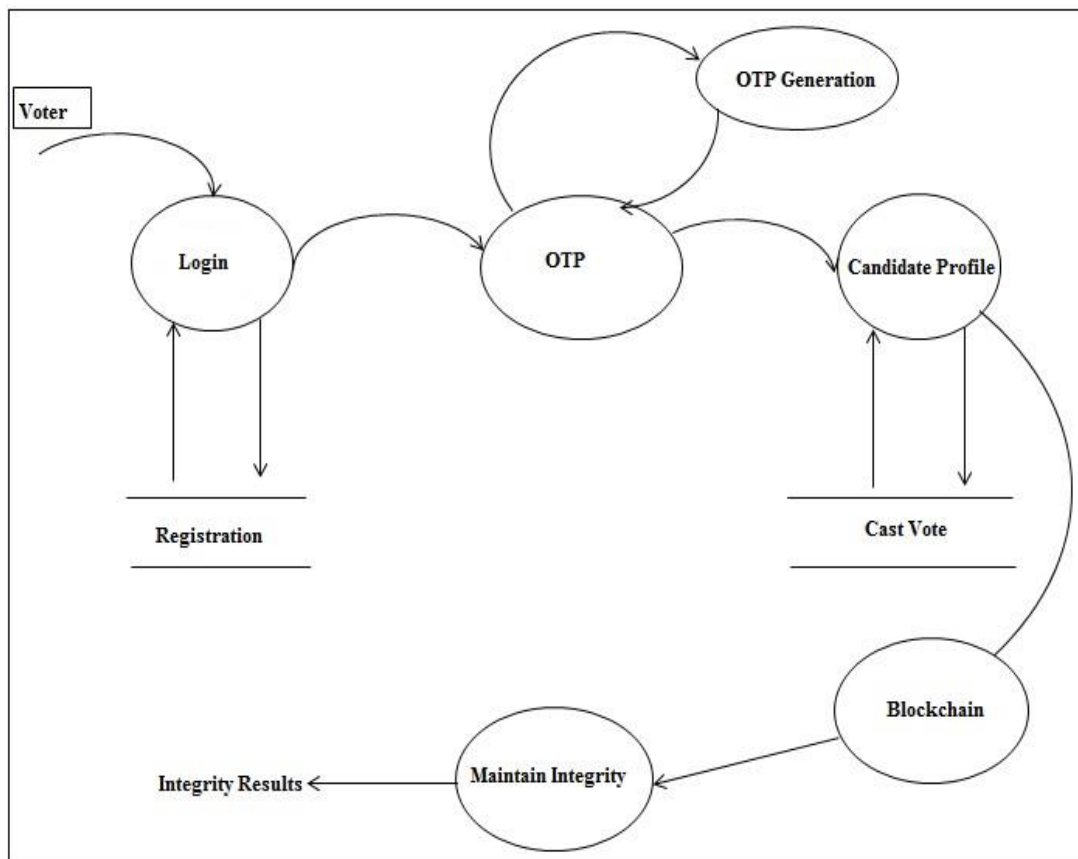 OTP Generation
Voter
Login
OTP
Candidate Profile
Registration
Cast Vote
Blockchain
Maintain Integrity
Integrity Results